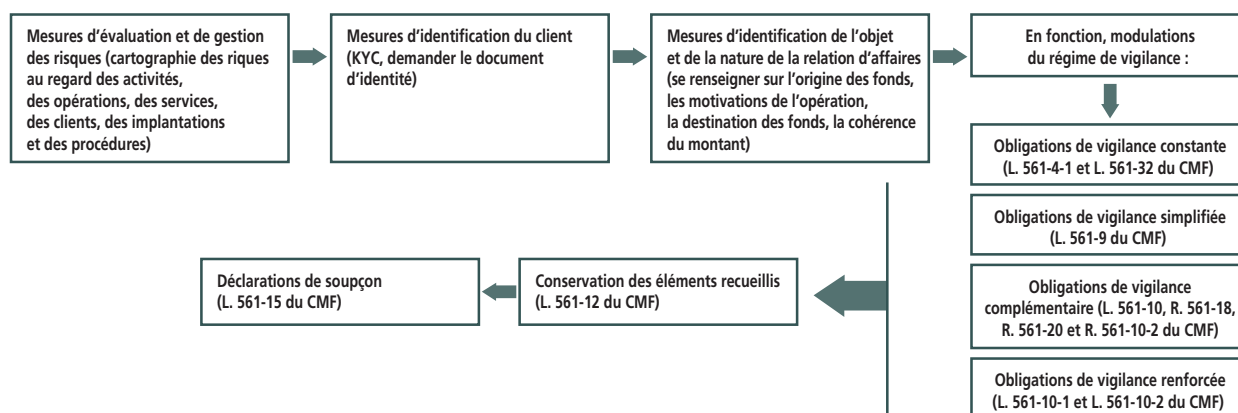 Mesures d'évaluation et de gestion
des risques (cartographie des riques
au regard des activités,
des opérations, des services,
des clients, des implantations
et des procédures)
Mesures d'identification du client
(KYC, demander le document
d'identité)
Mesures d'identification de l'objet
et de la nature de la relation d'affaires
(se renseigner sur l'origine des fonds,
les motivations de l'opération,
la destination des fonds, la cohérence
du montant)
En fonction, modulations
du régime de vigilance :
Obligations de vigilance constante
(L. 561-4-1 et L. 561-32 du CMF)
Obligations de vigilance simplifiée
(L. 561-9 du CMF)
Obligations de vigilance
complémentaire (L. 561-10, R. 561-18,
R. 561-20 et R. 561-10-2 du CMF)
Obligations de vigilance renforcée
(L. 561-10-1 et L. 561-10-2 du CMF)
Conservation des éléments recueillis
(L. 561-12 du CMF)
Déclarations de soupçon
(L. 561-15 du CMF)